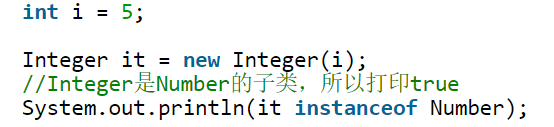 int i = 5;
Integer it = new Integer(i);
//Integer是Number的子类，所以打印true
System.out.println(it instanceof Number);